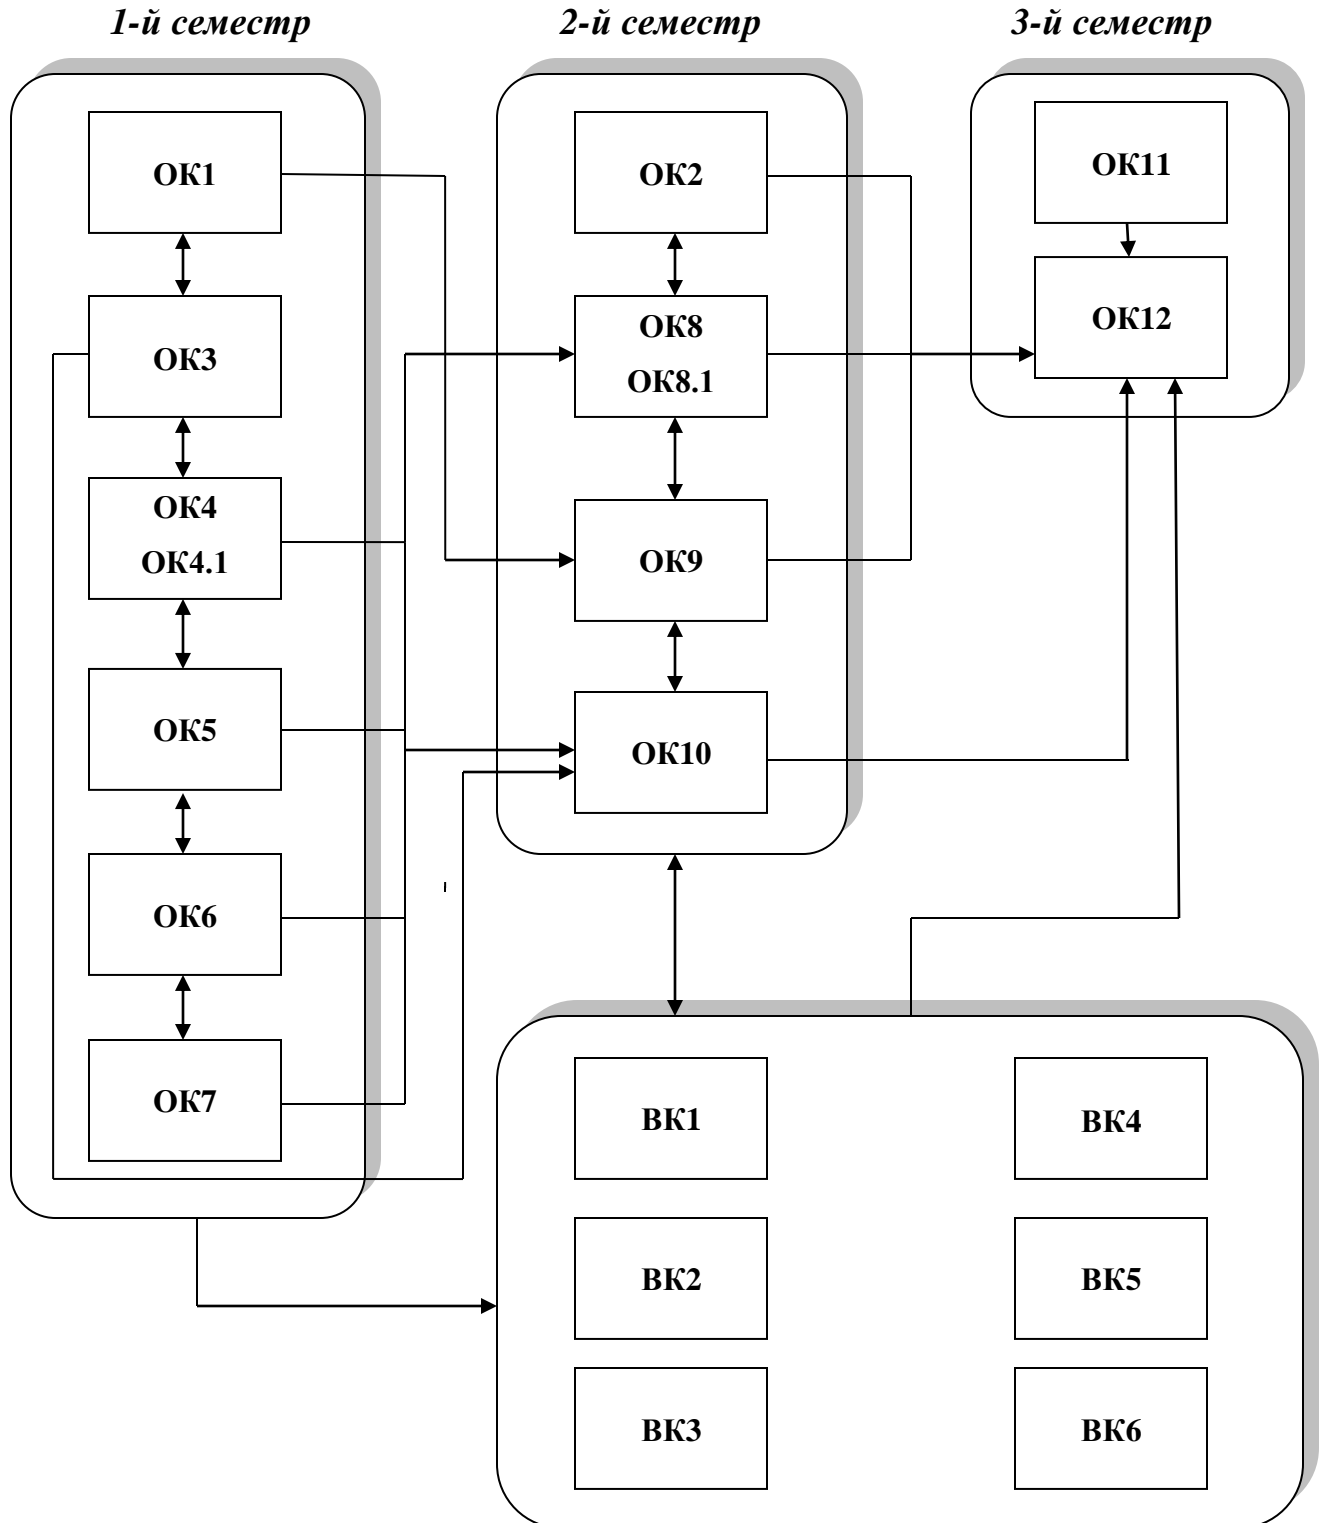 1-й семестр
2-й семестр
3-й семестр
ОК1
ОК3
ОК4
ОК4.1
ОК5
ОК6
ОК7
ОК2
ОК8
ОК8.1
ОК9
ОК10
ОК11
ОК12
ВК1
ВК4
ВК2
ВК5
ВК3
ВК6